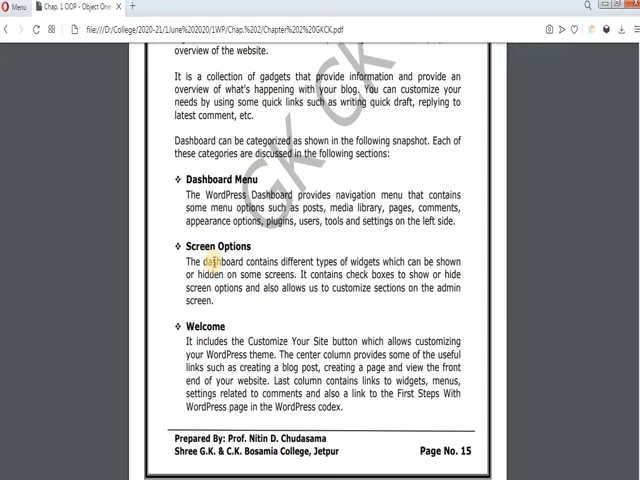 Menu
Chap. 1 OOP - Object Orien
file:///D:/College/2020-21/1June%202020/1WP/Chap.%202/Chapter%202%20GKCK.pdf
overview of the website.
It is a collection of gadgets that provide information and provide an
overview of what's happening with your blog. You can customize your
needs by using some quick links such as writing quick draft, replying to
latest comment, etc.
Dashboard can be categorized as shown in the following snapshot. Each of
these categories are discussed in the following sections:
❖ Dashboard Menu
The WordPress Dashboard provides navigation menu that contains
some menu options such as posts, media library, pages, comments,
appearance options, plugins, users, tools and settings on the left side.
❖ Screen Options
The dashboard contains different types of widgets which can be shown
or hidden on some screens. It contains check boxes to show or hide
screen options and also allows us to customize sections on the admin
screen.
❖ Welcome
It includes the Customize Your Site button which allows customizing
your WordPress theme. The center column provides some of the useful
links such as creating a blog post, creating a page and view the front
end of your website. Last column contains links to widgets, menus,
settings related to comments and also a link to the First Steps With
WordPress page in the WordPress codex.
GK CK
Prepared By: Prof. Nitin D. Chudasama
Shree G.K. & C.K. Bosamia College, Jetpur Page No. 15